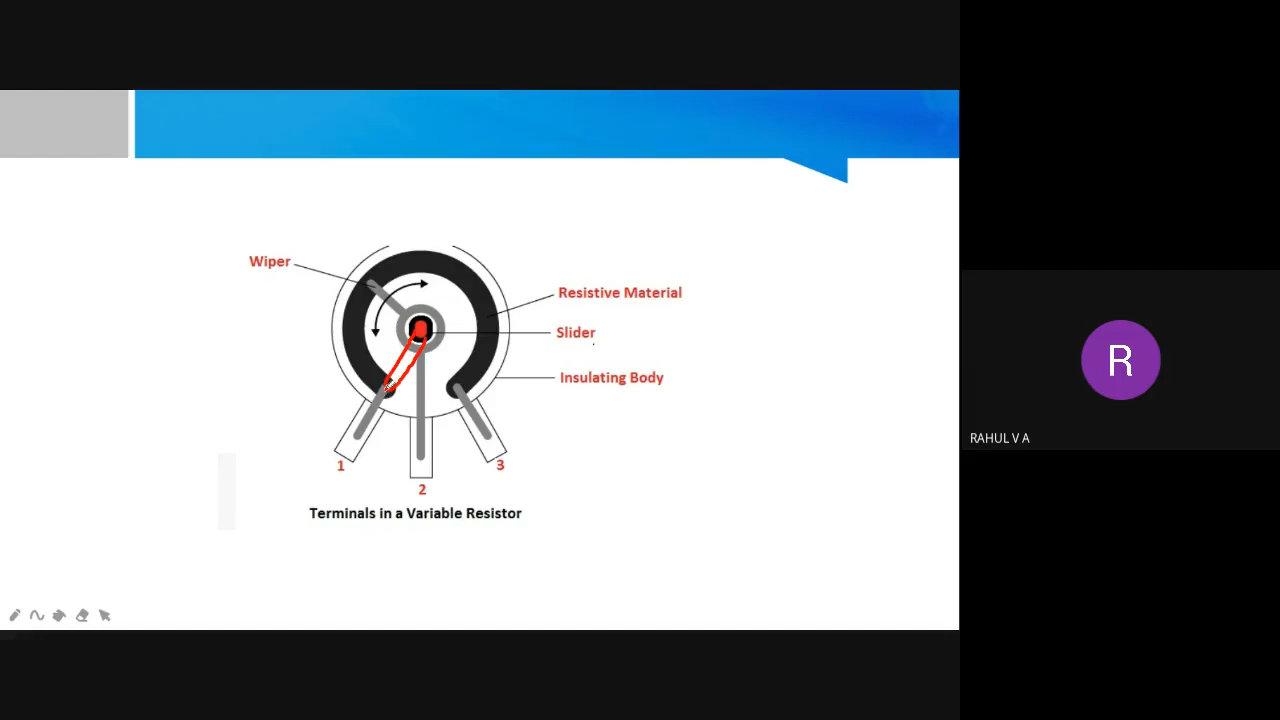 Wiper
Resistive Material
Slider
Insulating Body
1
3
2
Terminals in a Variable Resistor
R
RAHUL V A